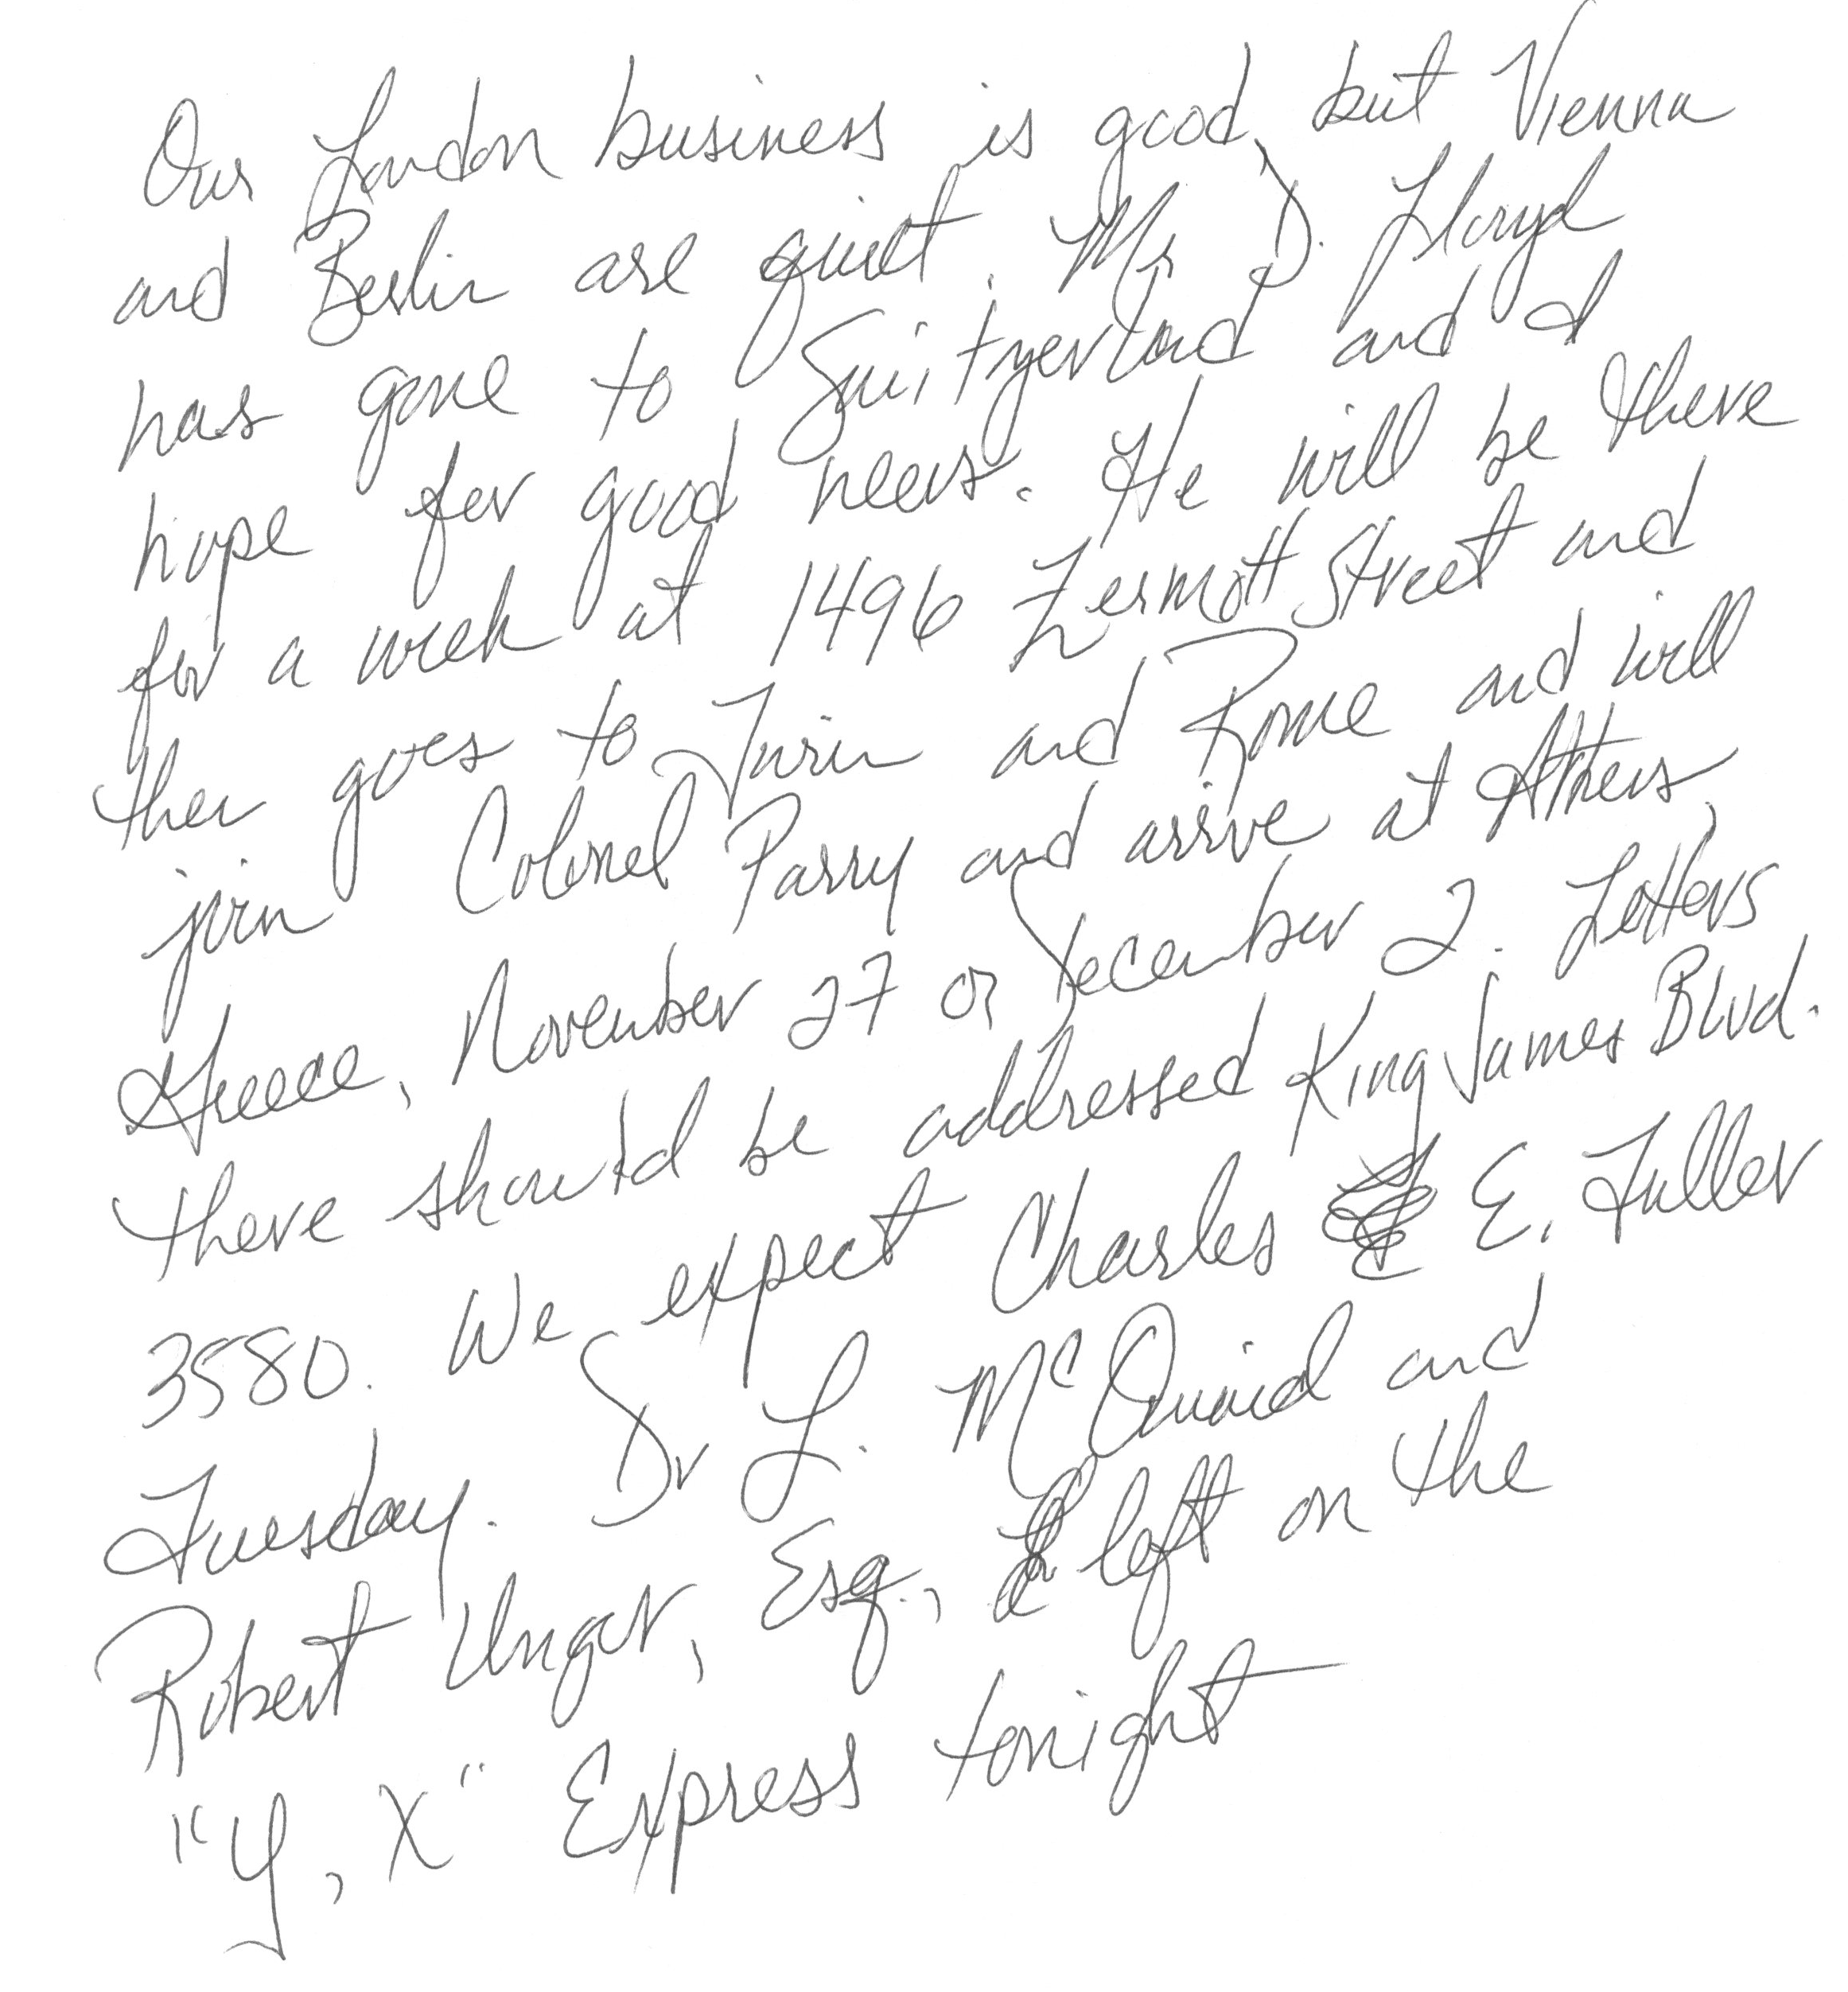 Our London business is good, but Vienna
and Berlin are quiet. Mr. D. Lloyd
has gone to Switzerland and I
hope for good news. He will be there
for a week at 1496 Zermott Street and
then goes to Turin and Rome and will
join Colonel Parry and arrive at Athens,
Greece, November 27 or December 2. Letters
there should be addressed King James Blvd.
3580. We expect Charles E. Fuller
Tuesday. Dr L. McQuaid and
Robert Unger, Esq., left on the
"Y, X" Express tonight